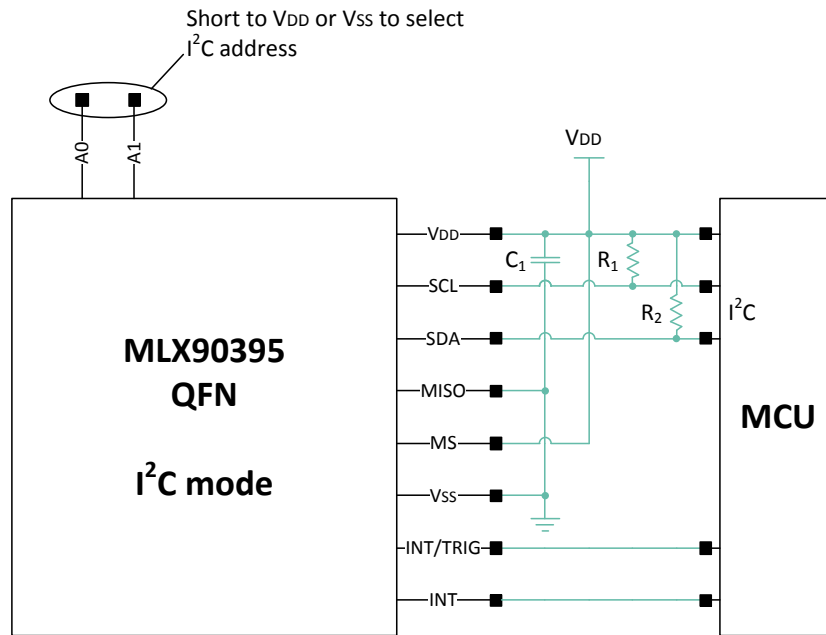 Short to VDD or VSS to select
I²C address
A0
A1
VDD
VDD
SCL
SDA
MISO
MS
VSS
INT/TRIG
INT
C1
R1
R2
I²C
MLX90395
QFN
I²C mode
MCU